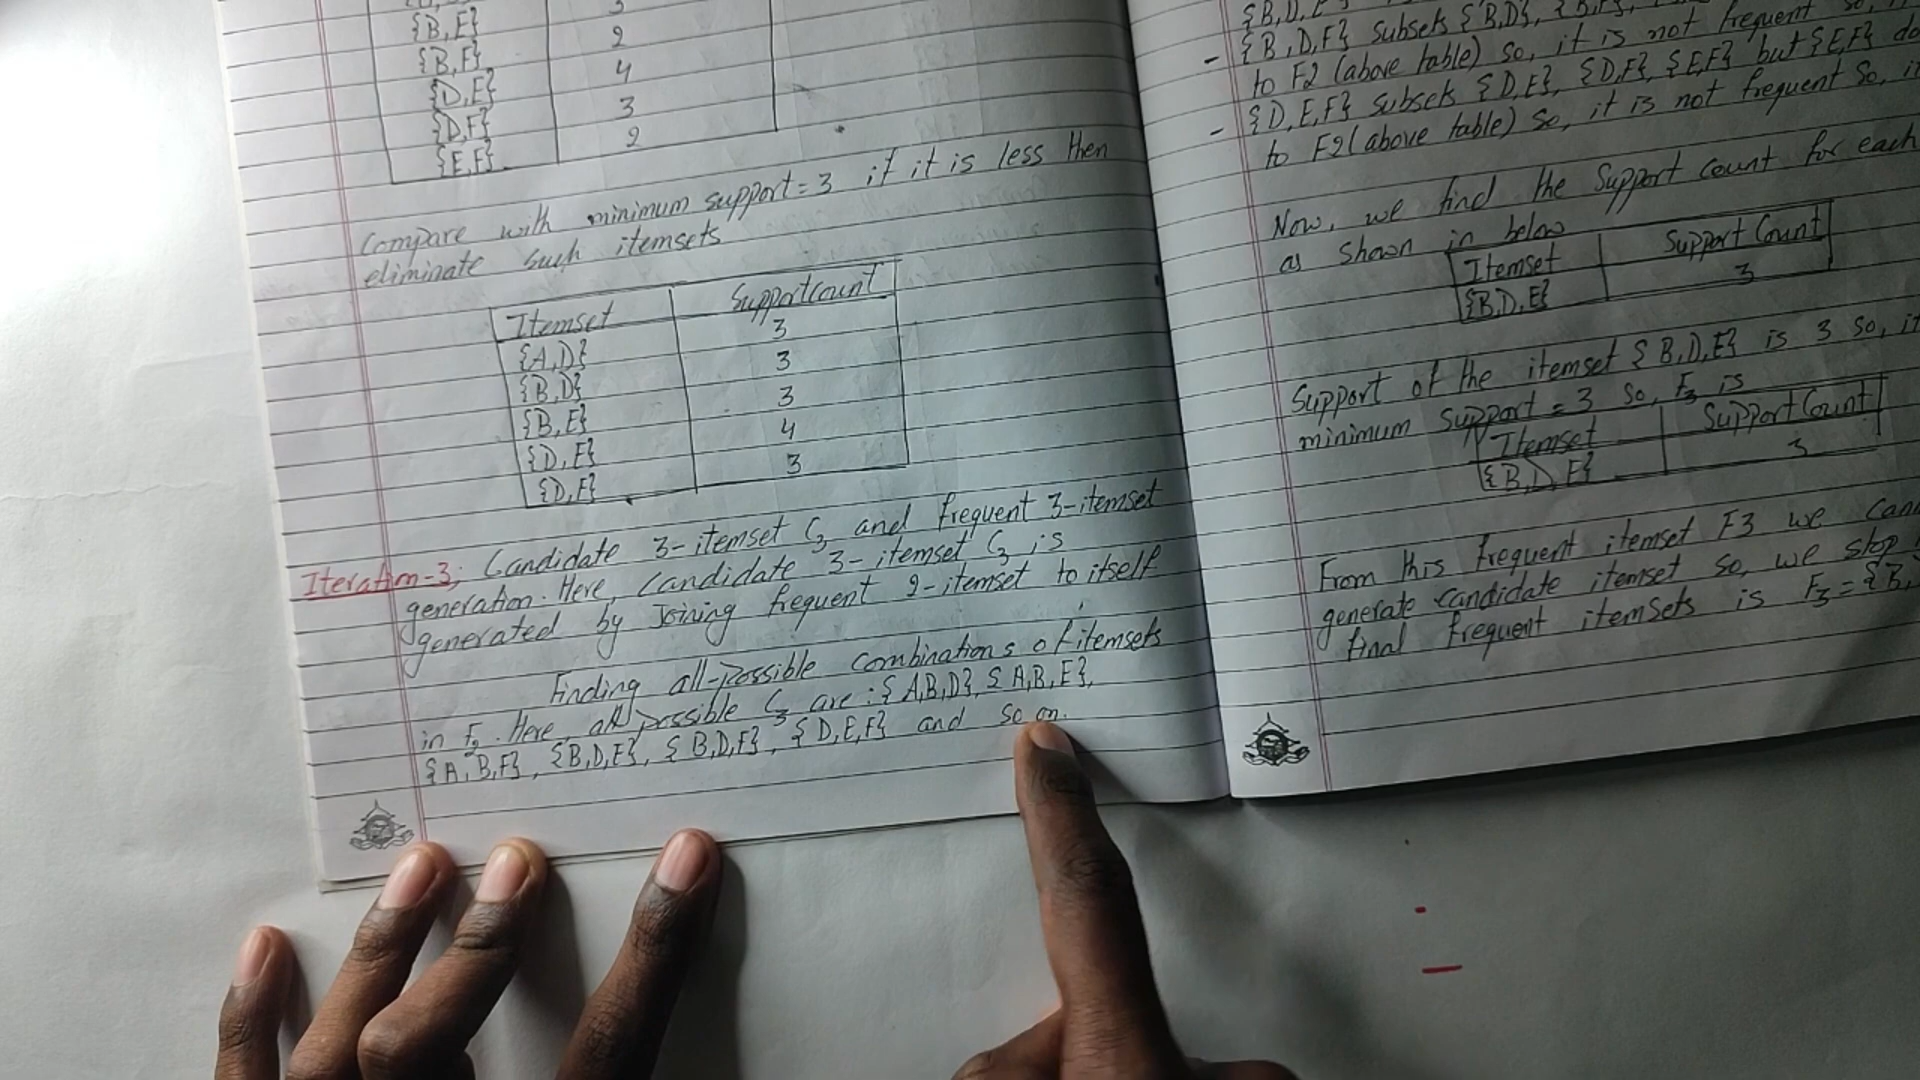 {B,E} 3
{B,F} 2
{D,E} 4
{D,F} 3
{E,F} 2
Compare with minimum support=3 if it is less then
eliminate such itemsets
Itemset Supportcount
{A,D} 3
{B,D} 3
{B,E} 3
{D,E} 4
{D,F} 3
Iteration-3; Candidate 3-itemset C3 and frequent 3-itemset
generation. Here, Candidate 3-itemset C3 is
generated by Joining frequent 2-itemset to itself
Finding all-possible combinations of itemsets
in F2. Here, all possible C3 are:{A,B,D},{A,B,E},
{A,B,F}, {B,D,E}, {B,D,F}, {D,E,F} and so on.
{B,D,E
- {B,D,F} subsets {B,D},
to F2 (above table) so, it is not frequent so,
- {D,E,F} subsets {D,E}, {D,F}, {E,F} but {E,F} do
to F2(above table) so, it is not frequent So,
Now, we find the Support count for each
as shown in below
Itemset Support Count
{B,D,E} 3
Support of the itemset {B,D,E} is 3 so, it
minimum Support=3 so, F3 is
Itemset Support Count
{B,D,E} 3
From this frequent itemset F3 we
generate candidate itemset so, we stop
final frequent itemsets is F3={B,